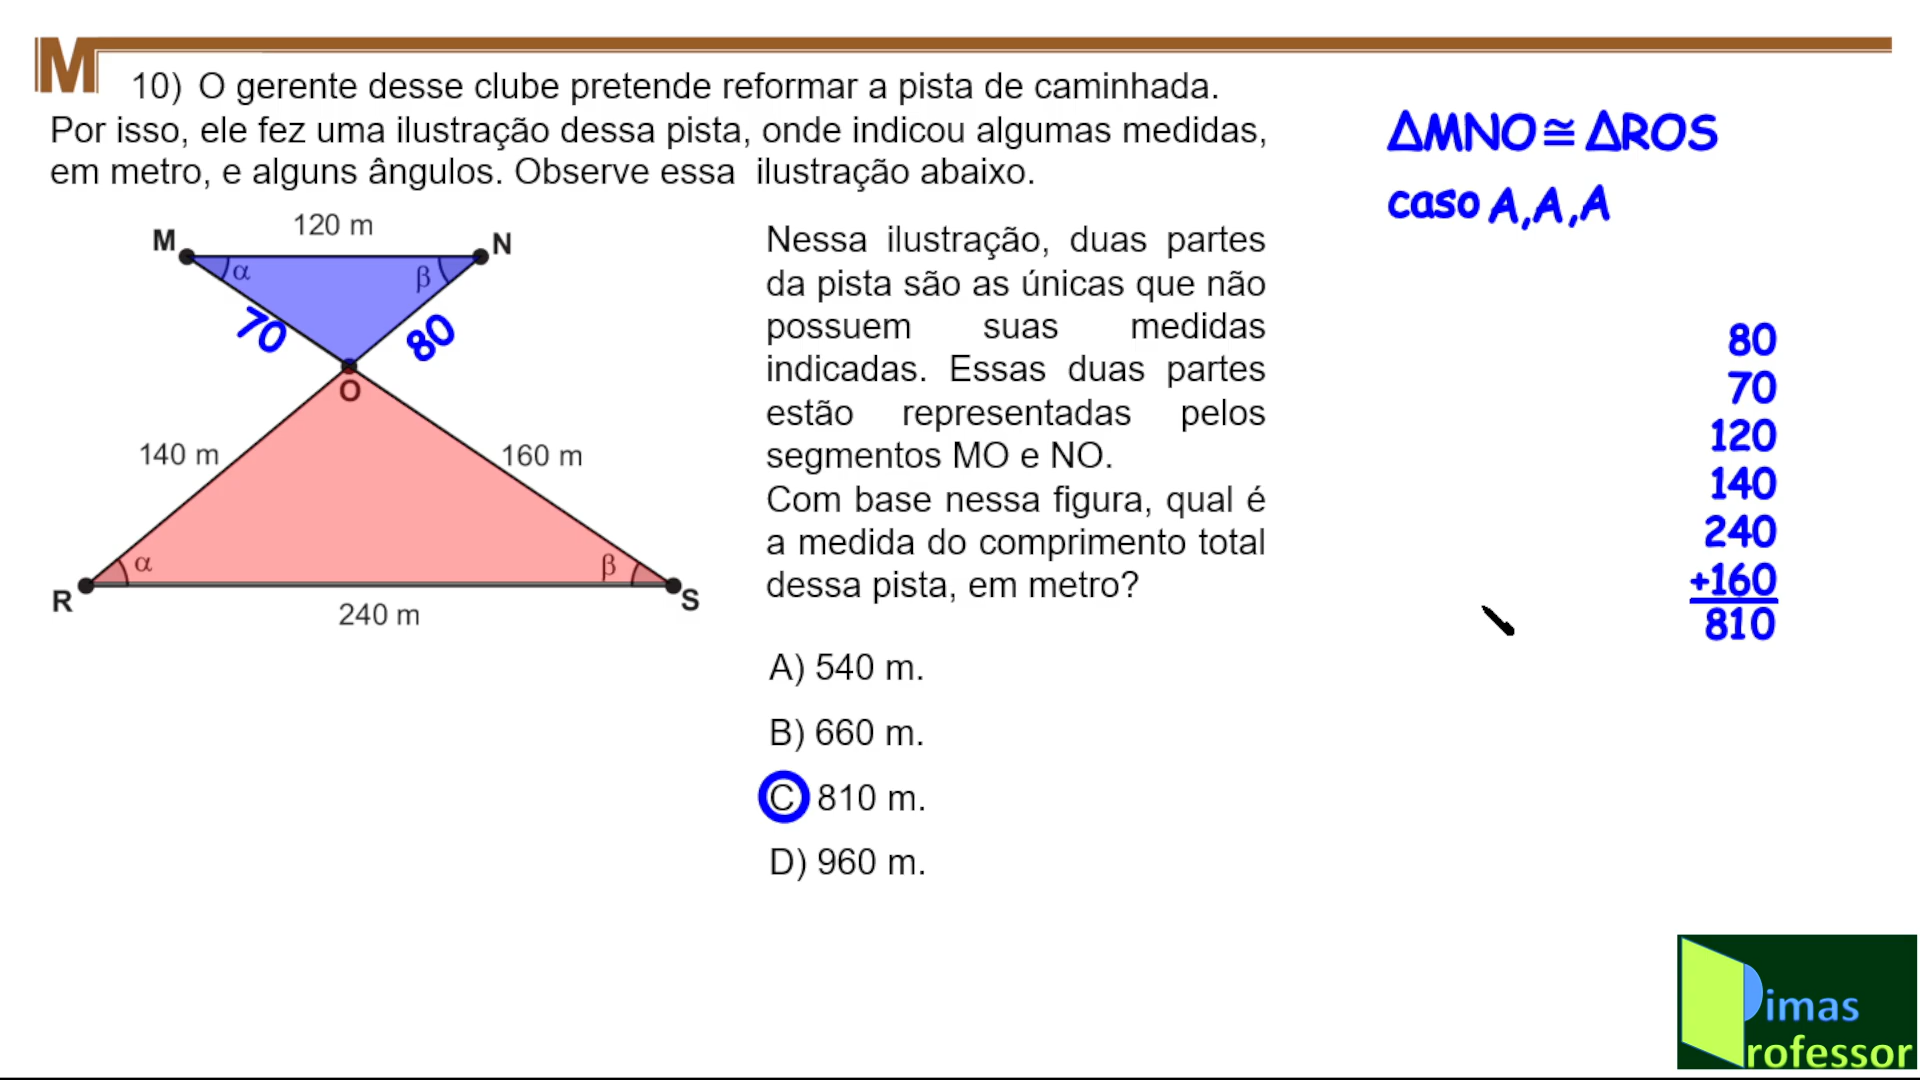 M
10) O gerente desse clube pretende reformar a pista de caminhada.
Por isso, ele fez uma ilustração dessa pista, onde indicou algumas medidas,
em metro, e alguns ângulos. Observe essa ilustração abaixo.
120 m
M
N
α
β
70
80
O
140 m
160 m
α
β
R
S
240 m
Nessa ilustração, duas partes
da pista são as únicas que não
possuem suas medidas
indicadas. Essas duas partes
estão representadas pelos
segmentos MO e NO.
Com base nessa figura, qual é
a medida do comprimento total
dessa pista, em metro?
A) 540 m.
B) 660 m.
C) 810 m.
D) 960 m.
ΔMNO≅ΔROS
caso A,A,A
80
70
120
140
240
+160
810
Dimas
Professor